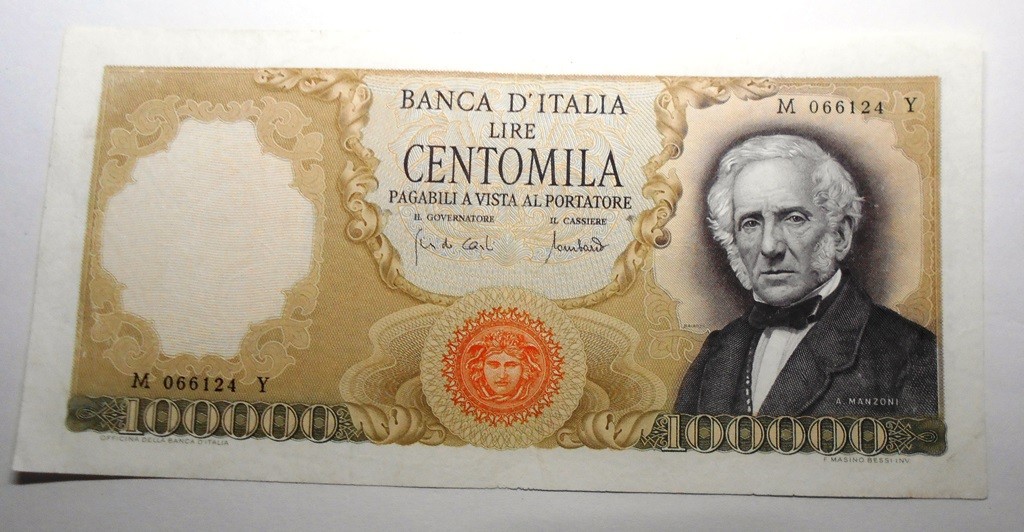 BANCA D'ITALIA
LIRE
CENTOMILA
PAGABILI A VISTA AL PORTATORE
IL GOVERNATORE IL CASSIERE
M 066124 Y
M 066124 Y
100000 100000
A. MANZONI
OFFICINA DELLA BANCA D'ITALIA
F. MASINO BESSI INV.